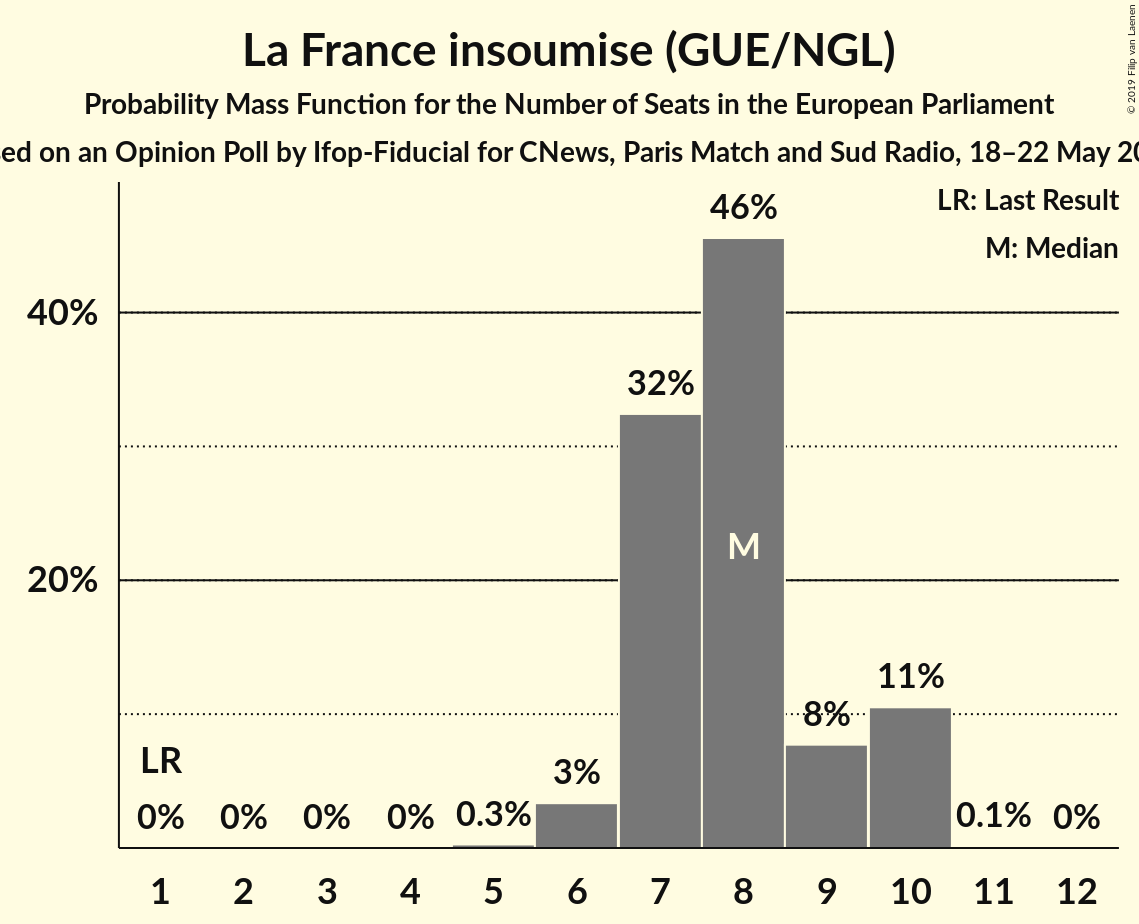 La France insoumise (GUE/NGL)
Probability Mass Function for the Number of Seats in the European Parliament
on an Opinion Poll by Ifop-Fiducial for CNews, Paris Match and Sud Radio, 18–22 May
© 2019 Filip van Laenen
LR: Last Result
M: Median
46%
40%
32%
M
20%
11%
8%
LR
3%
0% 0% 0% 0% 0.3% 0.1% 0%
1 2 3 4 5 6 7 8 9 10 11 12